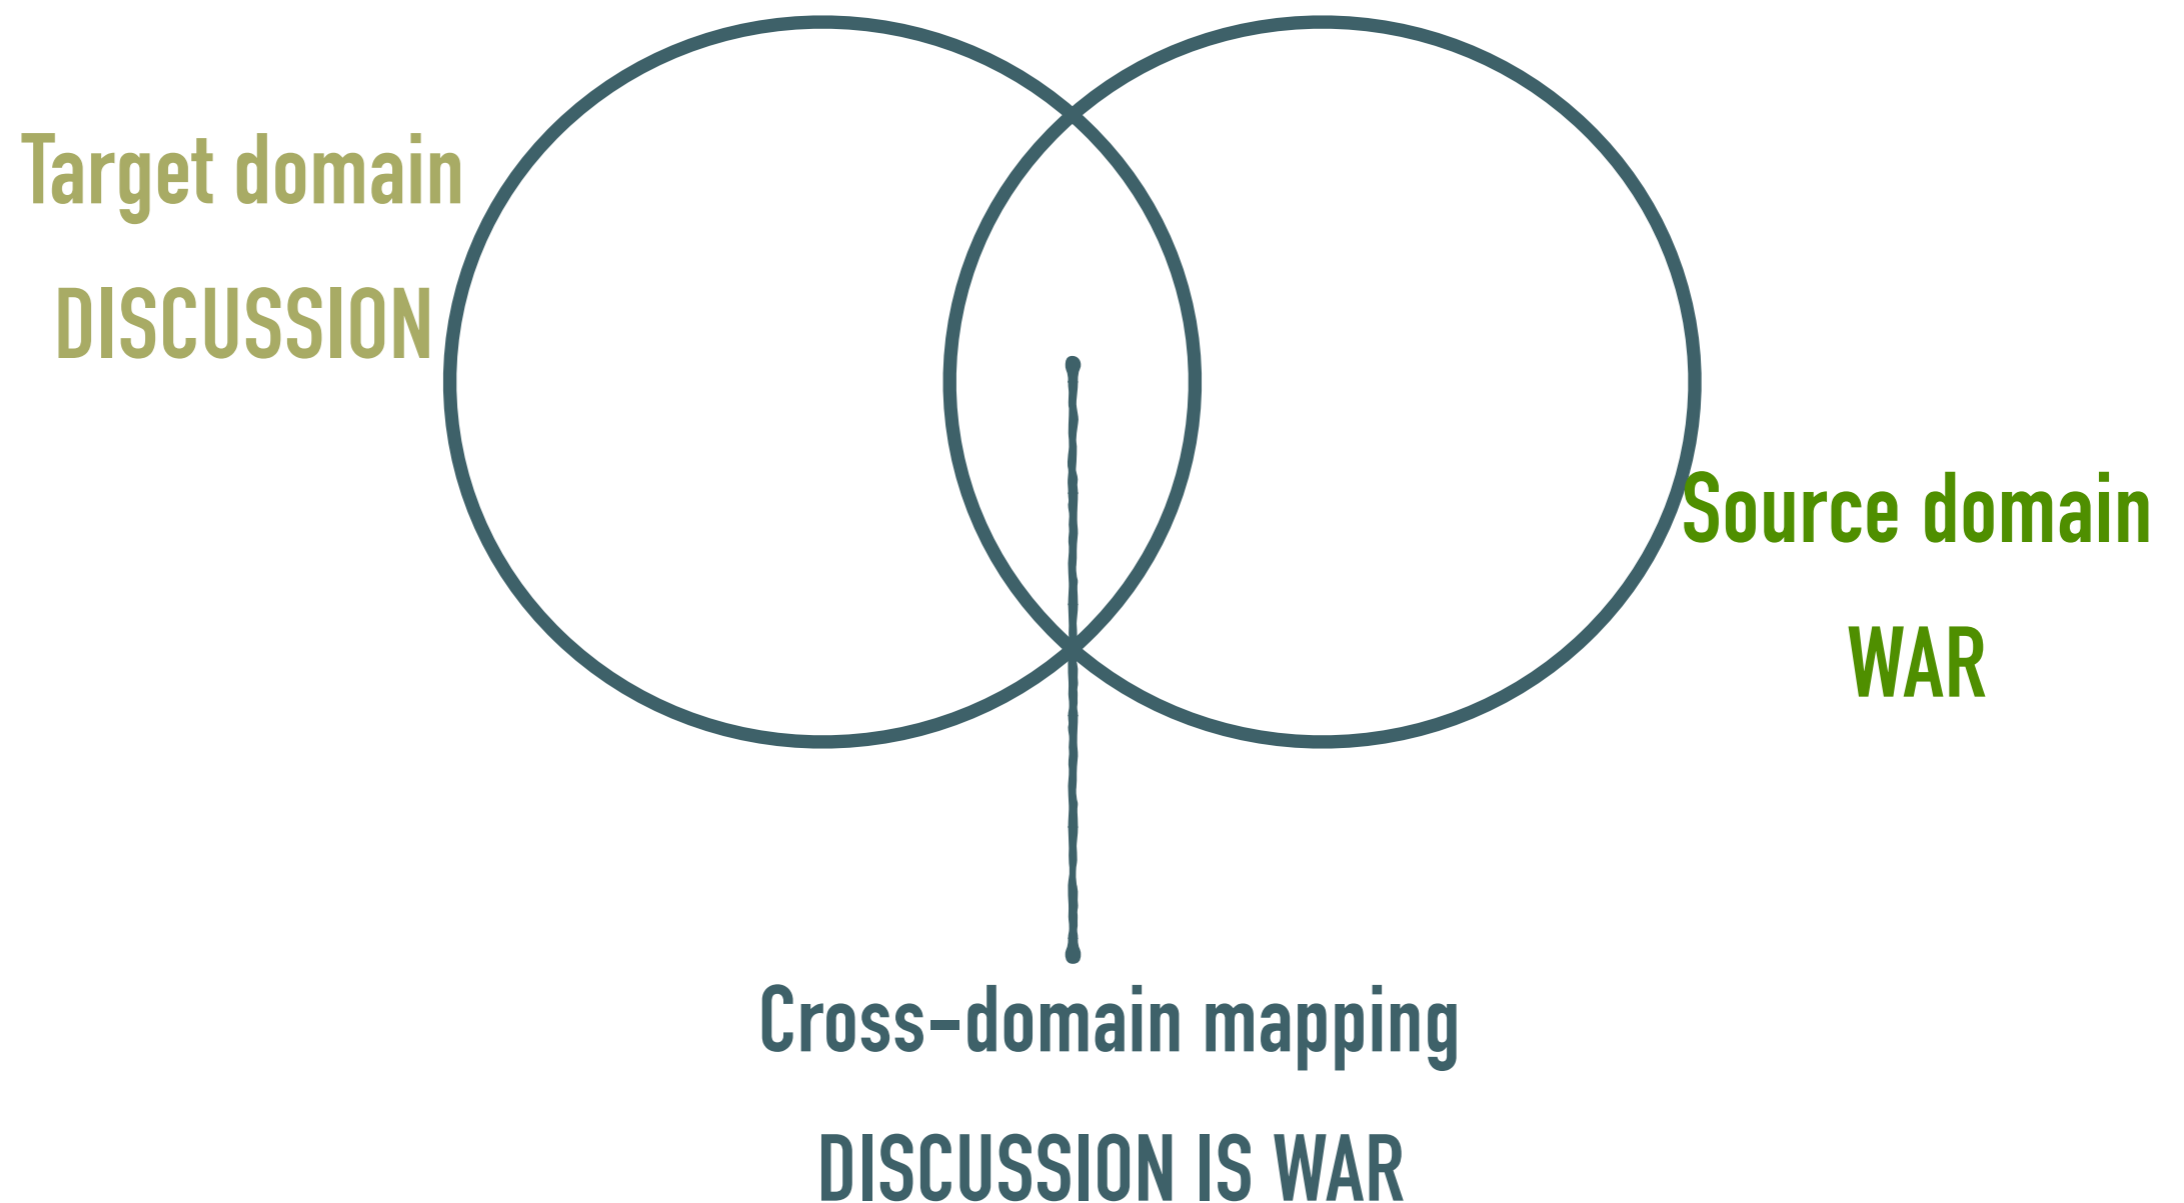 Target domain
DISCUSSION
Source domain
WAR
Cross-domain mapping
DISCUSSION IS WAR